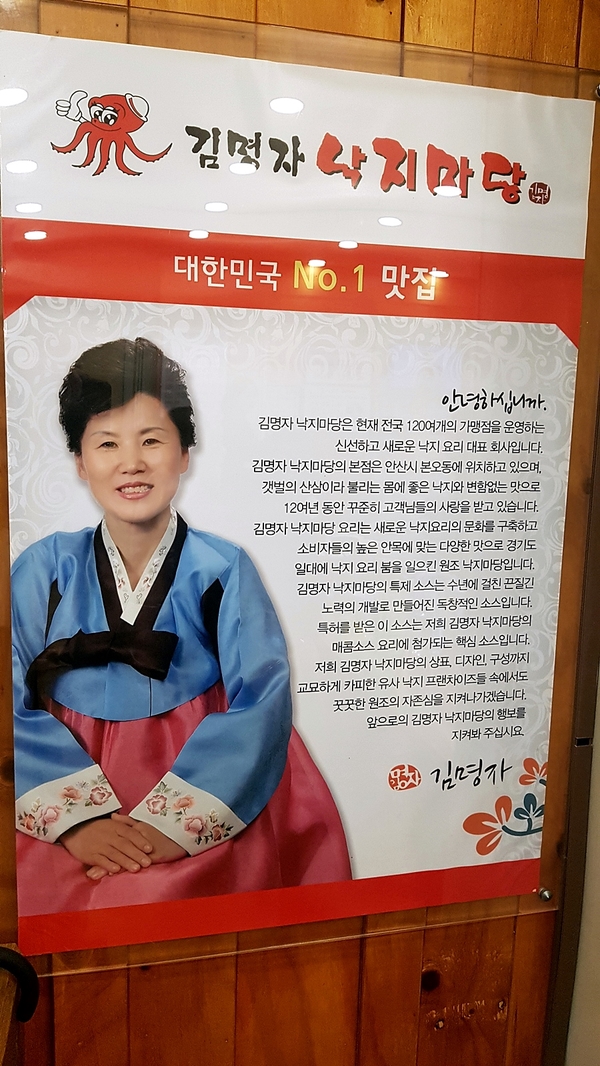 김명자 낙지마당
대한민국 No.1 맛집
안녕하십니까.
김명자 낙지마당은 현재 전국 120여개의 가맹점을 운영하는
신선하고 새로운 낙지 요리 대표 회사입니다.
김명자 낙지마당의 본점은 안산시 본오동에 위치하고 있으며,
갯벌의 산삼이라 불리는 몸에 좋은 낙지와 변함없는 맛으로
12여년 동안 꾸준히 고객님들의 사랑을 받고 있습니다.
김명자 낙지마당 요리는 새로운 낙지요리의 문화를 구축하고
소비자들의 높은 안목에 맞는 다양한 맛으로 경기도
일대에 낙지 요리 붐을 일으킨 원조 낙지마당입니다.
김명자 낙지마당의 특제 소스는 수년에 걸친 끈질긴
노력의 개발로 만들어진 독창적인 소스입니다.
특허를 받은 이 소스는 저희 김명자 낙지마당의
매콤소스 요리에 첨가되는 핵심 소스입니다.
저희 김명자 낙지마당의 상표, 디자인, 구성까지
교묘하게 카피한 유사 낙지 프랜차이즈들 속에서도
꿋꿋한 원조의 자존심을 지켜나가겠습니다.
앞으로의 김명자 낙지마당의 행보를
지켜봐 주십시요.
김명자